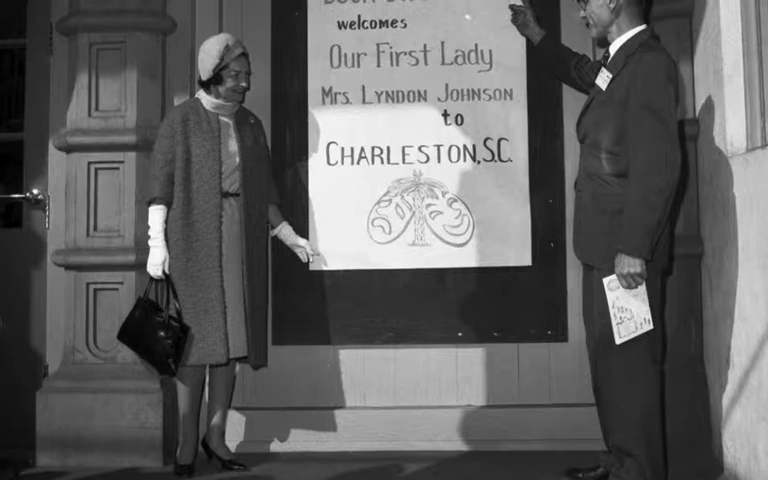 welcomes
Our First Lady
Mrs. Lyndon Johnson
to
Charleston, S.C.